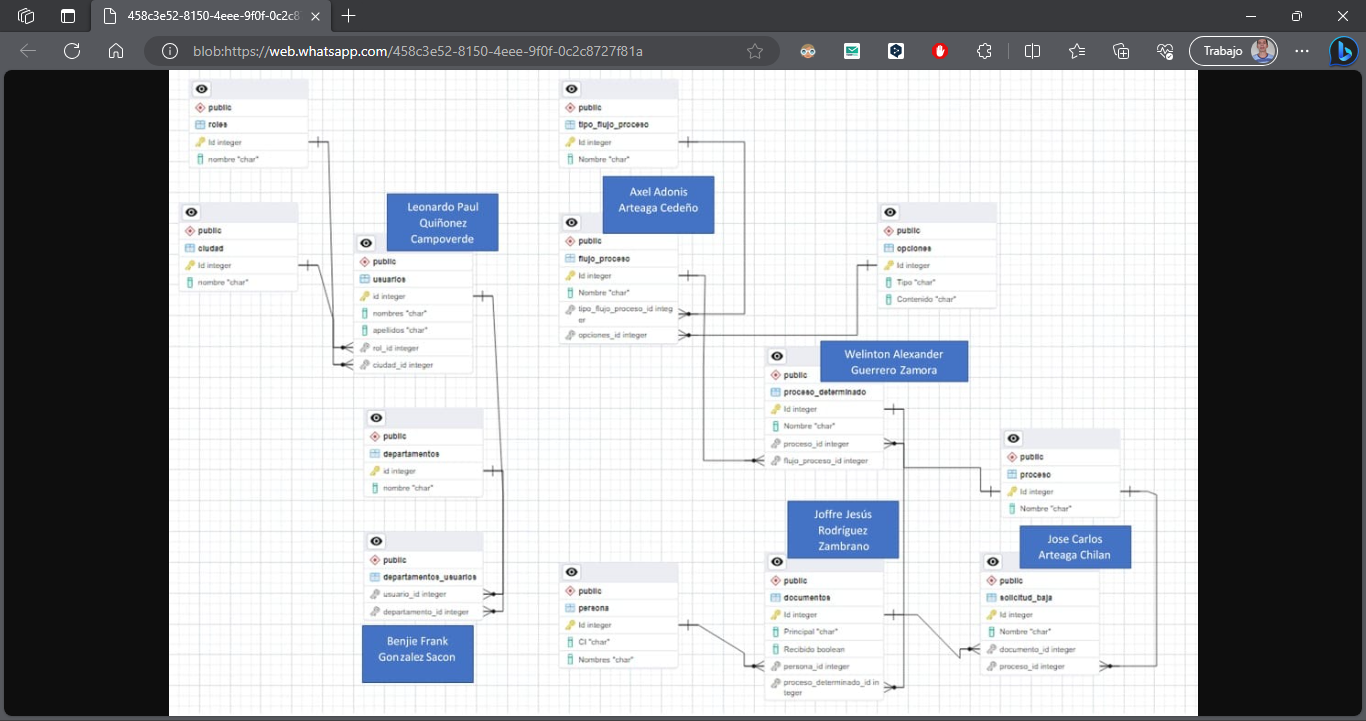 458c3e52-8150-4eee-9f0f-0c2c8
blob:https://web.whatsapp.com/458c3e52-8150-4eee-9f0f-0c2c8727f81a
Trabajo
public
roles
Id integer
nombre "char"
public
ciudad
Id integer
nombre "char"
Leonardo Paul
Quiñonez
Campoverde
public
usuarios
id integer
nombres "char"
apellidos "char"
rol_id integer
ciudad_id integer
public
departamentos
id integer
nombre "char"
public
departamentos_usuarios
usuario_id integer
departamento_id integer
Benjie Frank
Gonzalez Sacon
public
tipo_flujo_proceso
Id integer
Nombre "char"
Axel Adonis
Arteaga Cedeño
public
flujo_proceso
Id integer
Nombre "char"
tipo_flujo_proceso_id integ
er
opciones_id integer
public
opciones
Id integer
Tipo "char"
Contenido "char"
Welinton Alexander
Guerrero Zamora
public
proceso_determinado
Id integer
Nombre "char"
proceso_id integer
flujo_proceso_id integer
public
proceso
Id integer
Nombre "char"
Joffre Jesús
Rodríguez
Zambrano
Jose Carlos
Arteaga Chilan
public
persona
Id integer
CI "char"
Nombres "char"
public
documentos
Id integer
Principal "char"
Recibido boolean
persona_id integer
proceso_determinado_id in
teger
public
solicitud_baja
Id integer
Nombre "char"
documento_id integer
proceso_id integer